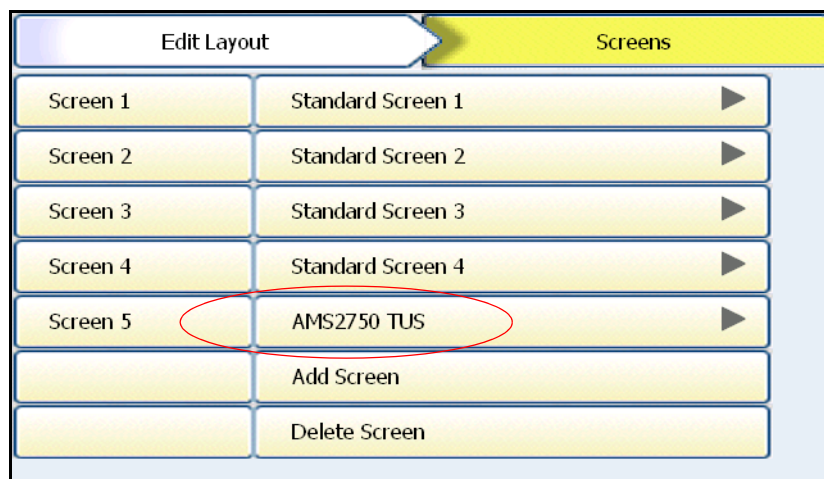 Edit Layout Screens
Screen 1 Standard Screen 1
Screen 2 Standard Screen 2
Screen 3 Standard Screen 3
Screen 4 Standard Screen 4
Screen 5 AMS2750 TUS
Add Screen
Delete Screen